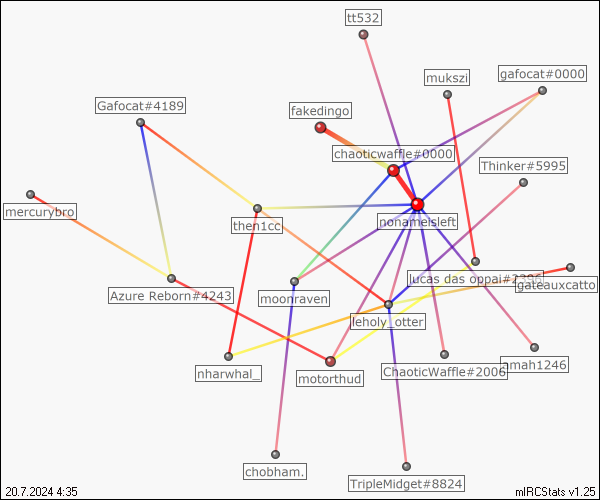 tt532
mukszi
gafocat#0000
Gafocat#4189
fakedingo
chaoticwaffle#0000
Thinker#5995
mercurybro
then1cc
nonameisleft
lucas das oppai#2396
gateauxcatto
Azure Reborn#4243
moonraven
leholy_otter
nharwhal_
motorthud
ChaoticWaffle#2006
amah1246
chobham.
TripleMidget#8824
20.7.2024 4:35
mIRCStats v1.25